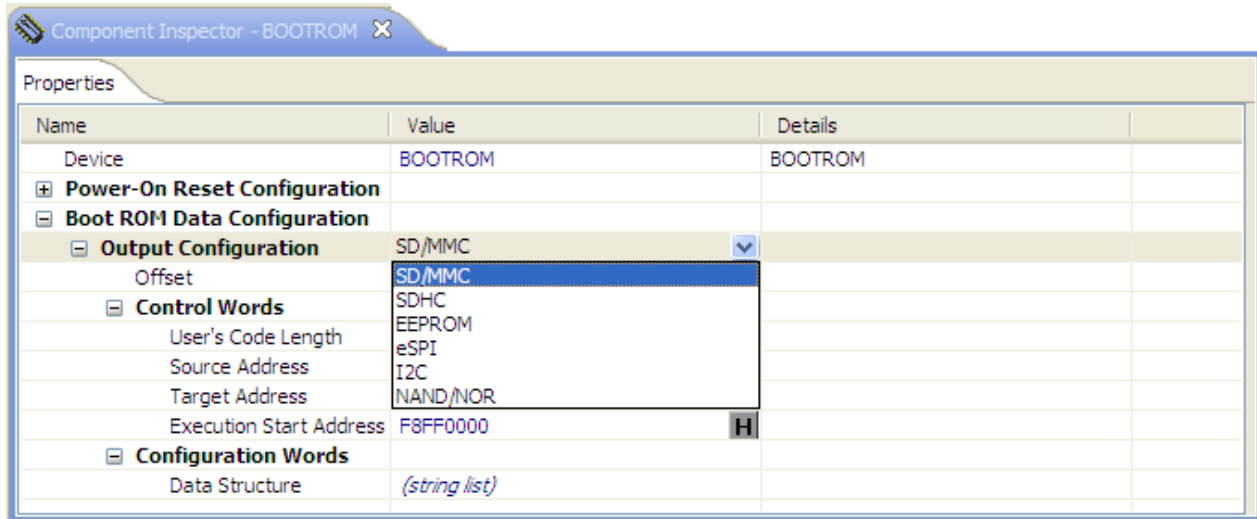 Component Inspector - BOOTROM
Properties
Name Value Details
Device BOOTROM BOOTROM
Power-On Reset Configuration
Boot ROM Data Configuration
Output Configuration SD/MMC
Offset SD/MMC
SDHC
Control Words
EEPROM
User's Code Length
eSPI
Source Address I2C
Target Address NAND/NOR
Execution Start Address F8FF0000 H
Configuration Words
Data Structure (string list)